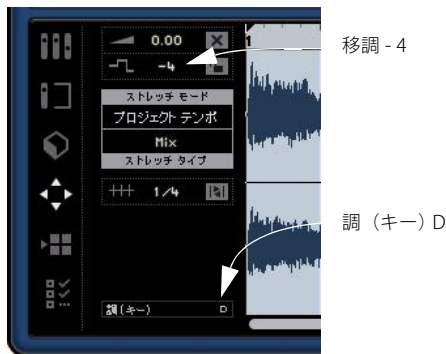 0.00
1
-4
移調 - 4
ストレッチ モード
プロジェクト テンポ
Mix
ストレッチ タイプ
1/4
調（キー）D
調(キー) D